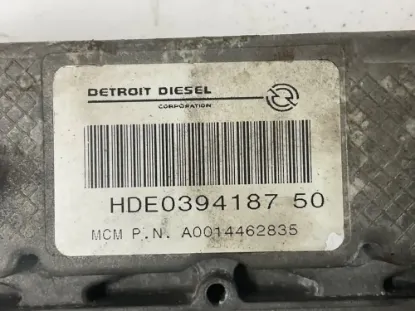 DETROIT DIESEL
CORPORATION
HDE0394187 50
MCM P.N. A0014462835